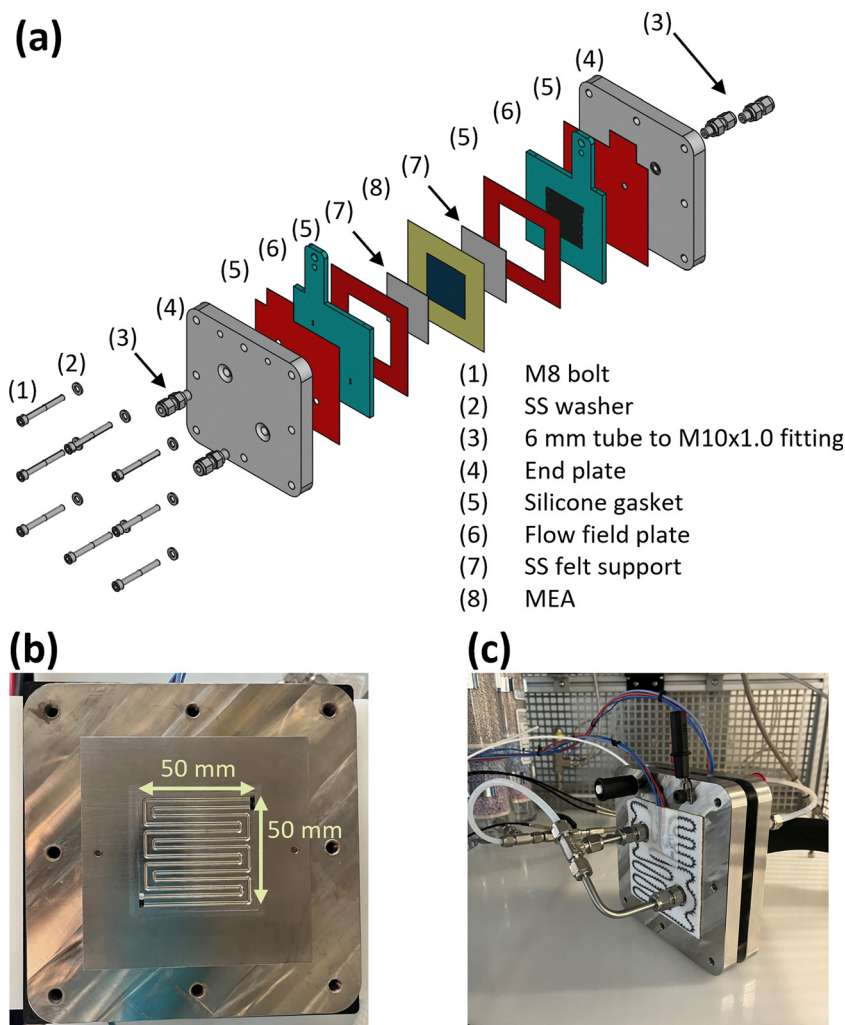 (a)
(3)
(4)
(5)
(6)
(5)
(7)
(8)
(7)
(5)
(6)
(5)
(4)
(3)
(2)
(1)
(1) M8 bolt
(2) SS washer
(3) 6 mm tube to M10x1.0 fitting
(4) End plate
(5) Silicone gasket
(6) Flow field plate
(7) SS felt support
(8) MEA
(b)
(c)
50 mm
50 mm